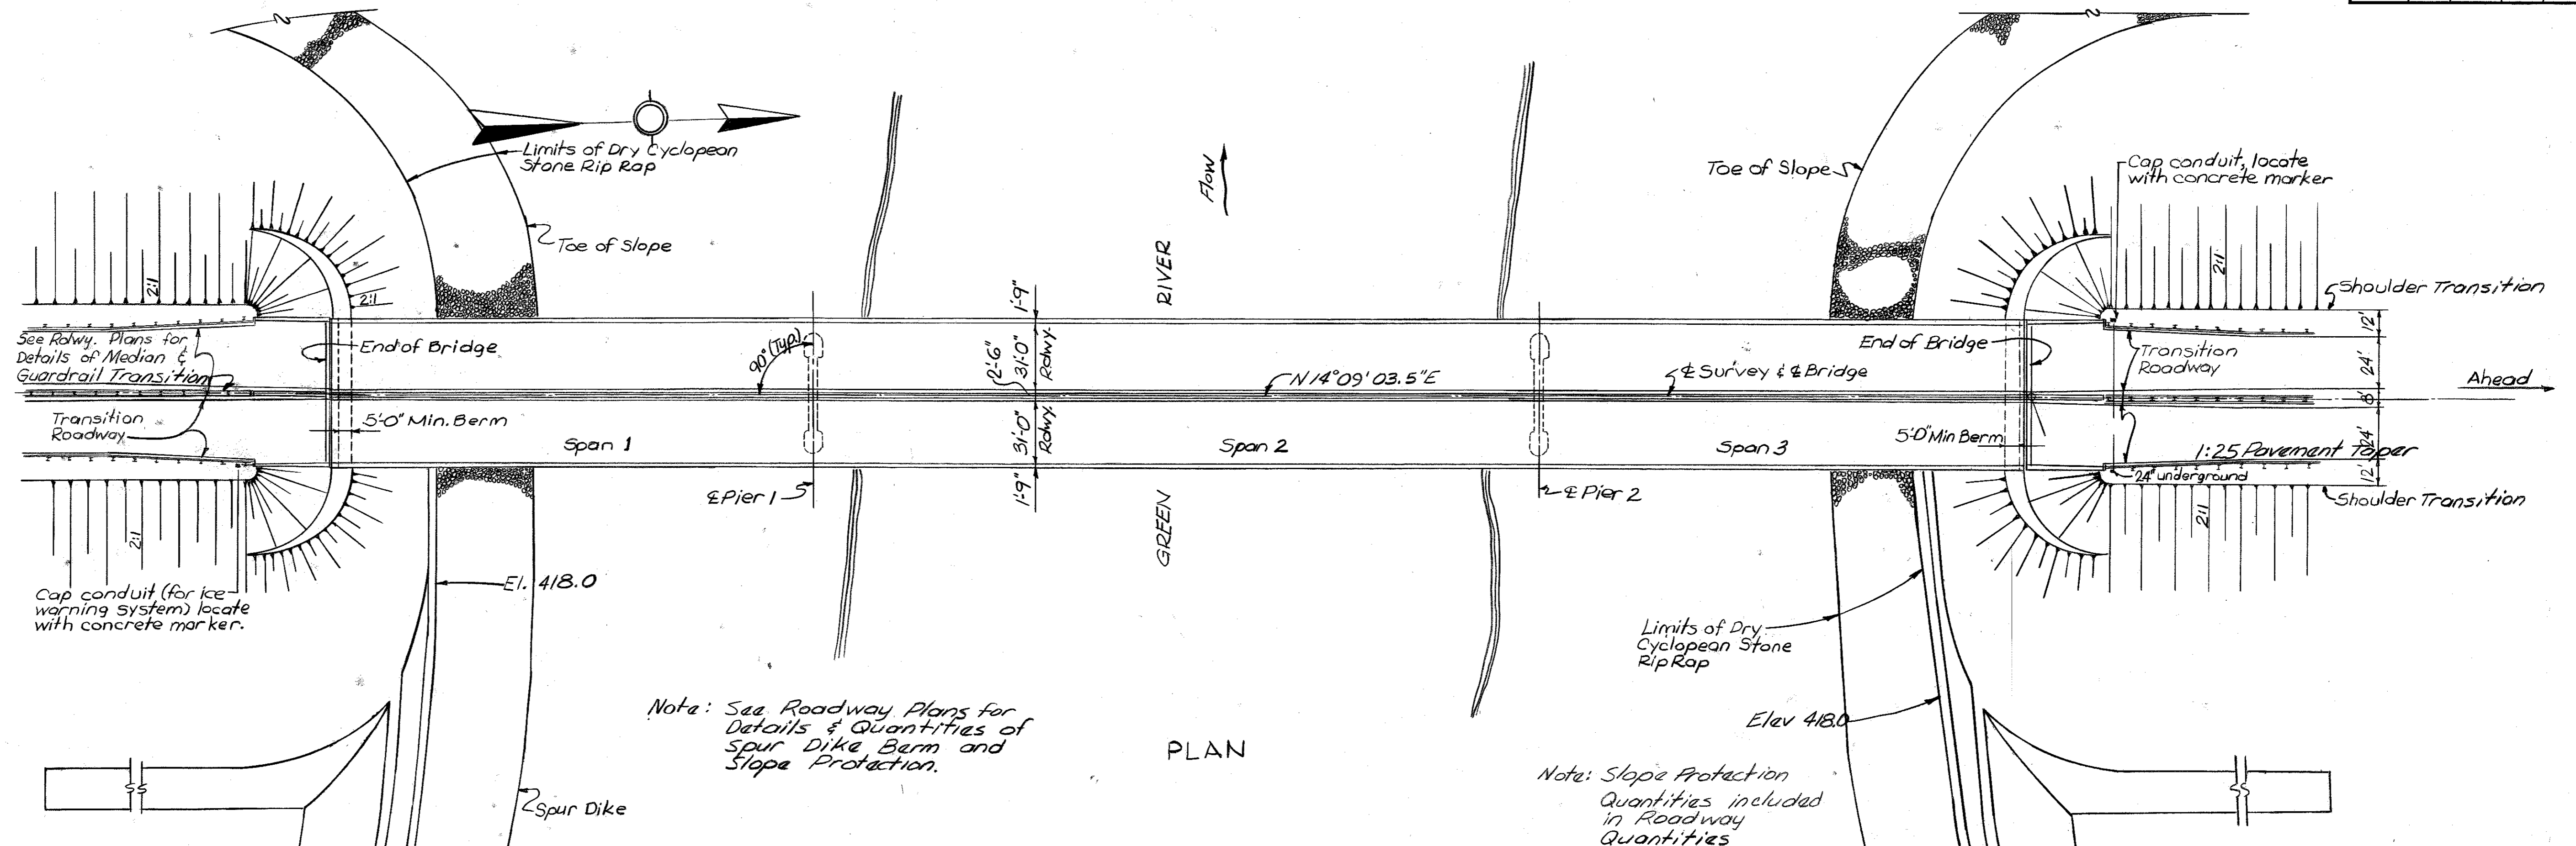 Limits of Dry Cyclopean
Stone Rip Rap
Flow
Toe of Slope
Cap conduit, locate
with concrete marker
Toe of Slope
RIVER
2:1
2:1
2:1
Shoulder Transition
1'-9"
12'
See Rdwy. Plans for
Details of Median &
Guardrail Transition
End of Bridge
90° (Typ.)
2'-6"
31'-0"
Rdwy.
N 14° 09' 03.5" E
℄ Survey & ℄ Bridge
End of Bridge
Transition
Roadway
24'
Ahead
8'
Transition
Roadway
5'-0" Min. Berm
Span 1
31'-0"
Rdwy.
Span 2
Span 3
5'-0" Min Berm
24'
1:25 Pavement Taper
24" underground
12'
℄ Pier 1
1'-9"
GREEN
℄ Pier 2
Shoulder Transition
2:1
2:1
Cap conduit (for ice
warning system) locate
with concrete marker.
El. 418.0
Limits of Dry
Cyclopean Stone
Rip Rap
Elev 418.0
Note: See Roadway Plans for
Details & Quantities of
Spur Dike Berm and
Slope Protection.
PLAN
Note: Slope Protection
Quantities included
in Roadway
Quantities
Spur Dike